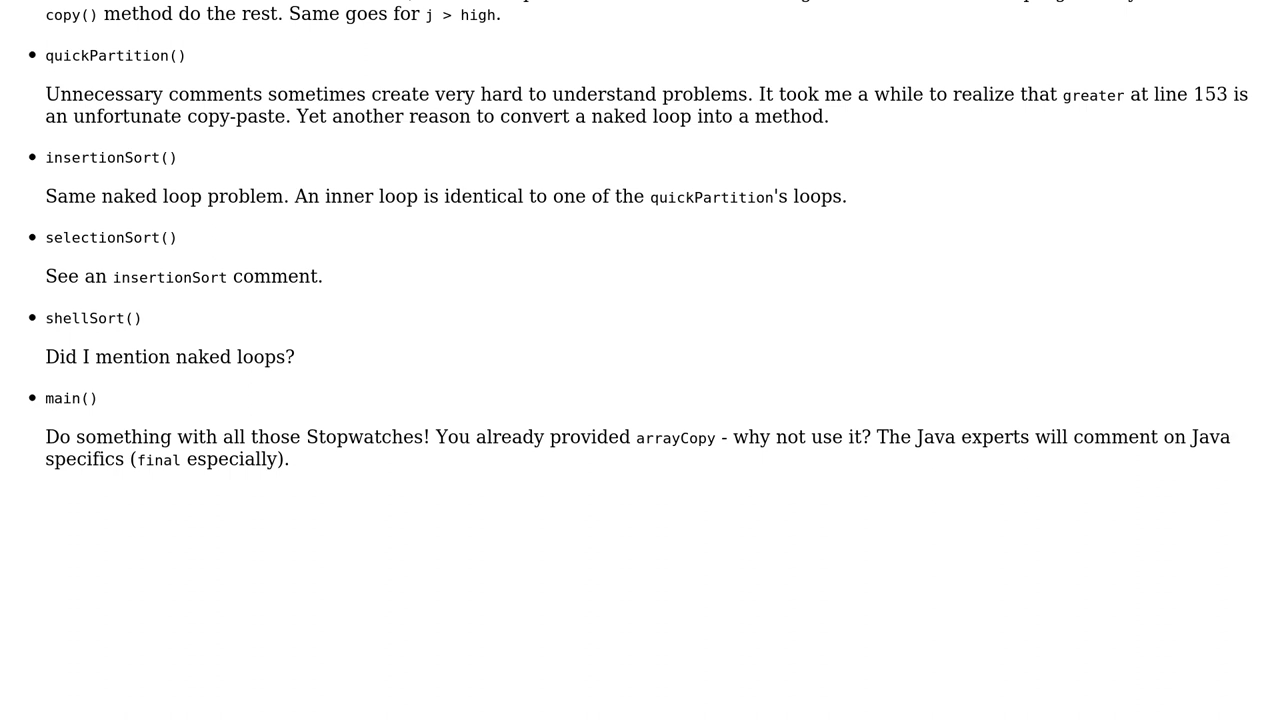 copy() method do the rest. Same goes for j > high.
• quickPartition()
Unnecessary comments sometimes create very hard to understand problems. It took me a while to realize that greater at line 153 is
an unfortunate copy-paste. Yet another reason to convert a naked loop into a method.
• insertionSort()
Same naked loop problem. An inner loop is identical to one of the quickPartition's loops.
• selectionSort()
See an insertionSort comment.
• shellSort()
Did I mention naked loops?
• main()
Do something with all those Stopwatches! You already provided arrayCopy - why not use it? The Java experts will comment on Java
specifics (final especially).